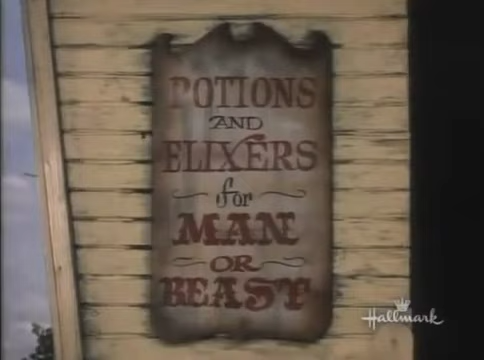 POTIONS
AND
ELIXERS
for
MAN
OR
BEAST
Hallmark